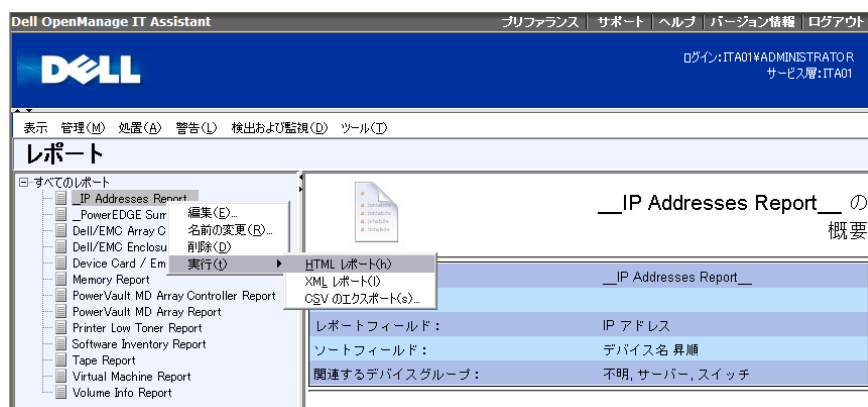 Dell OpenManage IT Assistant
プリファランス サポート ヘルプ バージョン情報 ログアウト
DELL
ログイン:ITA01¥ADMINISTRATOR
サービス層:ITA01
表示 管理(M) 処置(A) 警告(L) 検出および監視(D) ツール(T)
レポート
すべてのレポート
_IP Addresses Report
_PowerEDGE Sum
Dell/EMC Array C
Dell/EMC Enclosu
Device Card / Em
Memory Report
PowerVault MD Array Controller Report
PowerVault MD Array Report
Printer Low Toner Report
Software Inventory Report
Tape Report
Virtual Machine Report
Volume Info Report
編集(E)...
名前の変更(R)...
削除(D)
実行(t)
HTML レポート(h)
XML レポート(l)
CSV のエクスポート(s)...
__IP Addresses Report__ の
概要
__IP Addresses Report__
レポートフィールド: IP アドレス
ソートフィールド: デバイス名 昇順
関連するデバイスグループ: 不明, サーバー, スイッチ